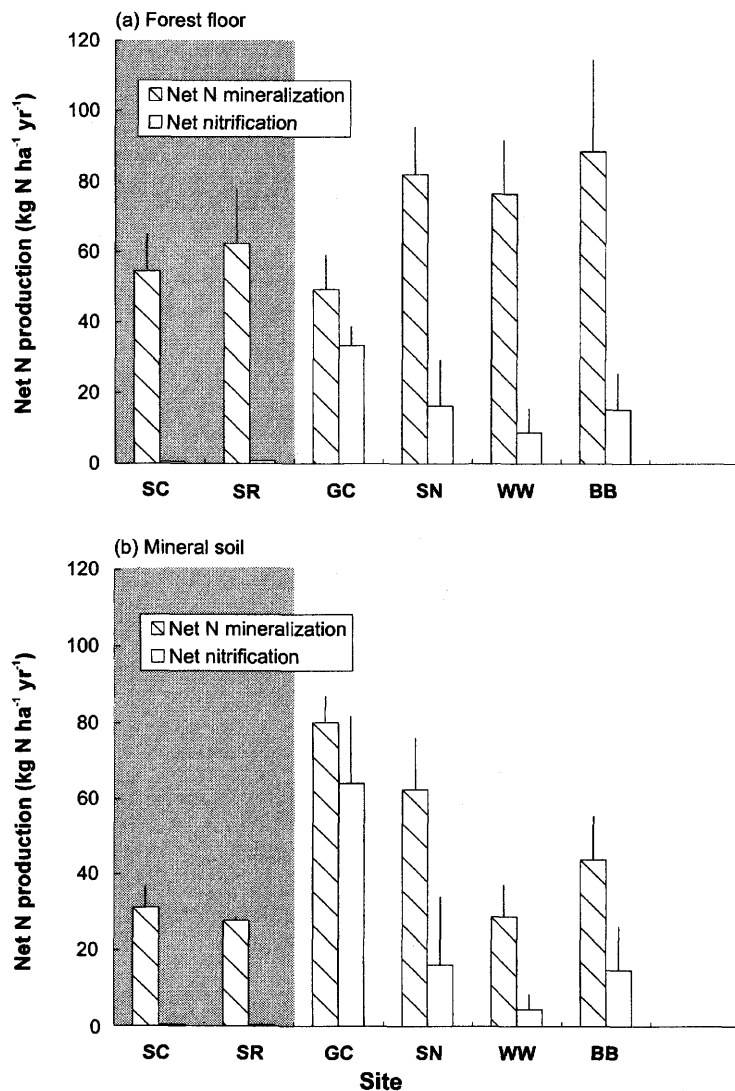 (a) Forest floor
120
100
80
60
40
20
0
Net N production (kg N ha⁻¹ yr⁻¹)
Net N mineralization
Net nitrification
SC SR GC SN WW BB
(b) Mineral soil
120
100
80
60
40
20
0
Net N production (kg N ha⁻¹ yr⁻¹)
Net N mineralization
Net nitrification
SC SR GC SN WW BB
Site